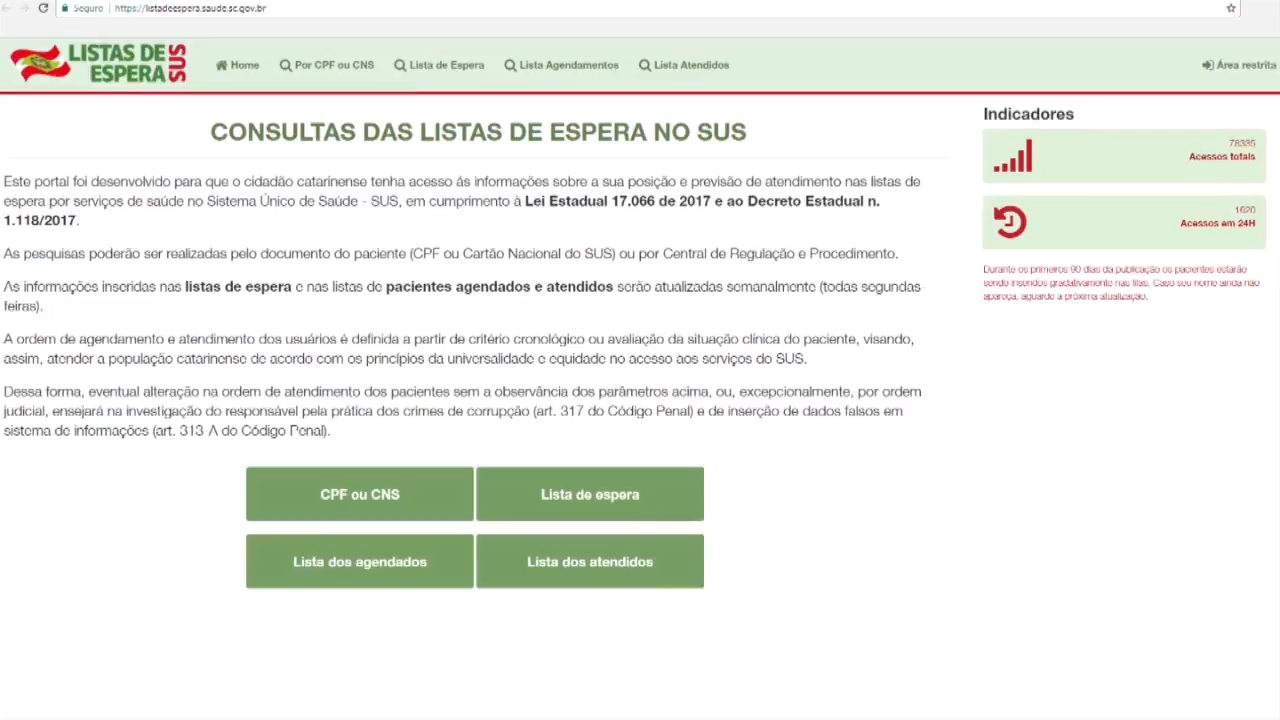 Seguro | https://listadeespera.saude.sc.gov.br
LISTAS DE
ESPERA SUS
Home Por CPF ou CNS Lista de Espera Lista Agendamentos Lista Atendidos Área restrita
CONSULTAS DAS LISTAS DE ESPERA NO SUS
Este portal foi desenvolvido para que o cidadão catarinense tenha acesso ás informações sobre a sua posição e previsão de atendimento nas listas de
espera por serviços de saúde no Sistema Único de Saúde - SUS, em cumprimento à Lei Estadual 17.066 de 2017 e ao Decreto Estadual n.
1.118/2017.
As pesquisas poderão ser realizadas pelo documento do paciente (CPF ou Cartão Nacional do SUS) ou por Central de Regulação e Procedimento.
As informações inseridas nas listas de espera e nas listas de pacientes agendados e atendidos serão atualizadas semanalmente (todas segundas
feiras).
A ordem de agendamento e atendimento dos usuários é definida a partir de critério cronológico ou avaliação da situação clínica do paciente, visando,
assim, atender a população catarinense de acordo com os princípios da universalidade e equidade no acesso aos serviços do SUS.
Dessa forma, eventual alteração na ordem de atendimento dos pacientes sem a observância dos parâmetros acima, ou, excepcionalmente, por ordem
judicial, ensejará na investigação do responsável pela prática dos crimes de corrupção (art. 317 do Código Penal) e de inserção de dados falsos em
sistema de informações (art. 313-A do Código Penal).
CPF ou CNS
Lista de espera
Lista dos agendados
Lista dos atendidos
Indicadores
78335
Acessos totais
1620
Acessos em 24H
Durante os primeiros 90 dias da publicação os pacientes estarão
sendo inseridos gradativamente nas filas. Caso seu nome ainda não
apareça, aguarde a próxima atualização.